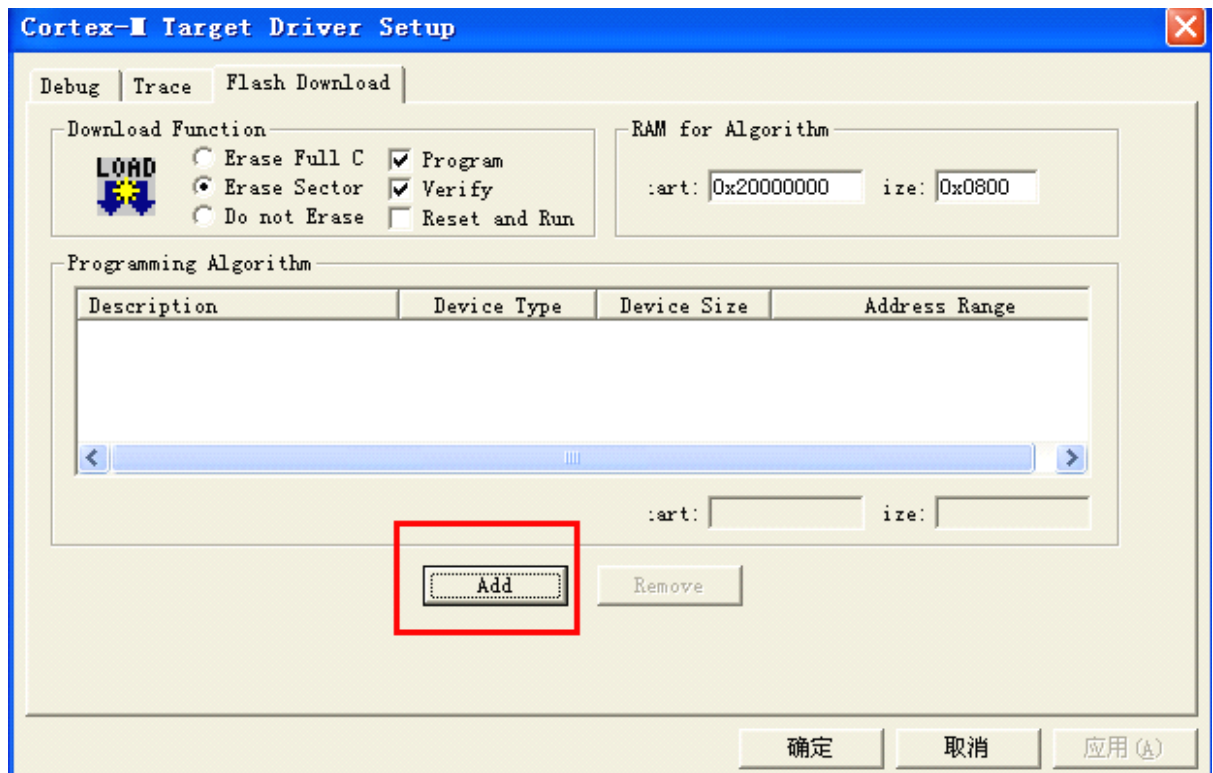 Cortex-M Target Driver Setup
Debug Trace Flash Download
Download Function
LOAD
Erase Full C
Erase Sector
Do not Erase
Program
Verify
Reset and Run
RAM for Algorithm
:art: 0x20000000 ize: 0x0800
Programming Algorithm
Description Device Type Device Size Address Range
:art: ize:
Add Remove
确定 取消 应用(A)